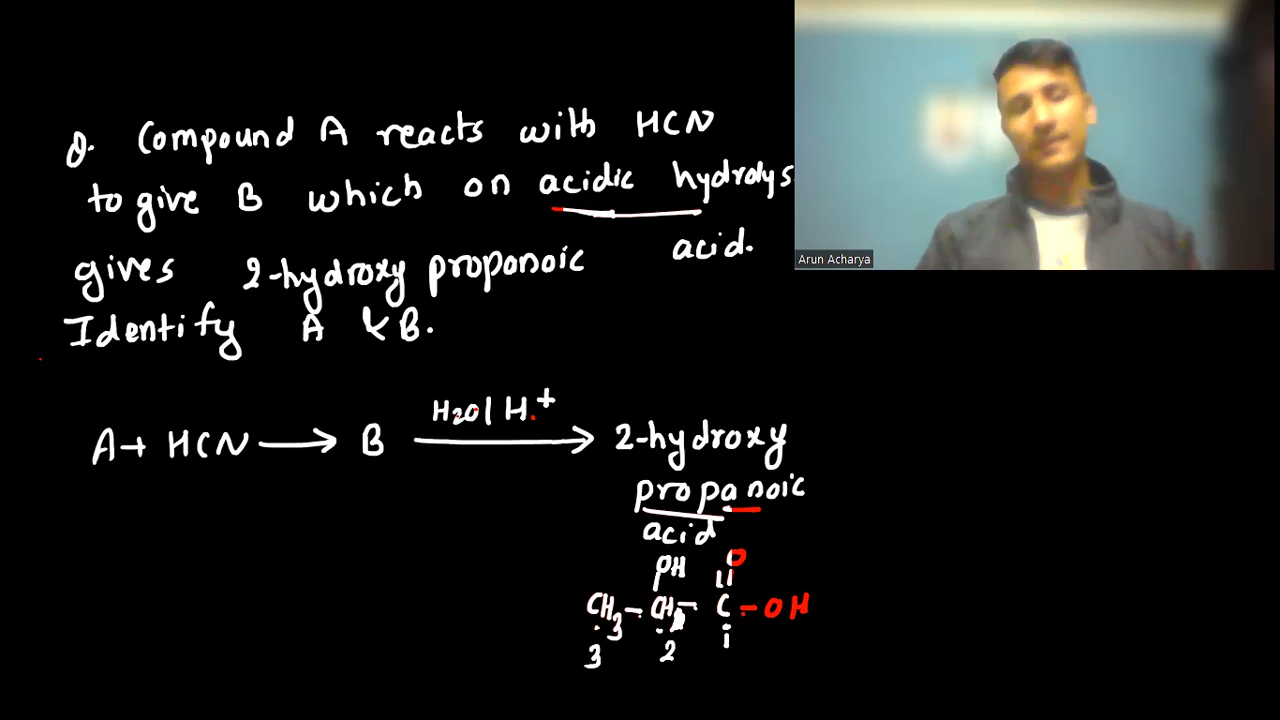 Q. Compound A reacts with HCN
to give B which on acidic hydrolys
gives 2-hydroxy propanoic acid.
Identify A & B.
Arun Acharya
A + HCN → B H2O/H+ → 2-hydroxy
propanoic
acid
OH O
CH3 - CH - C - OH
3 2 1